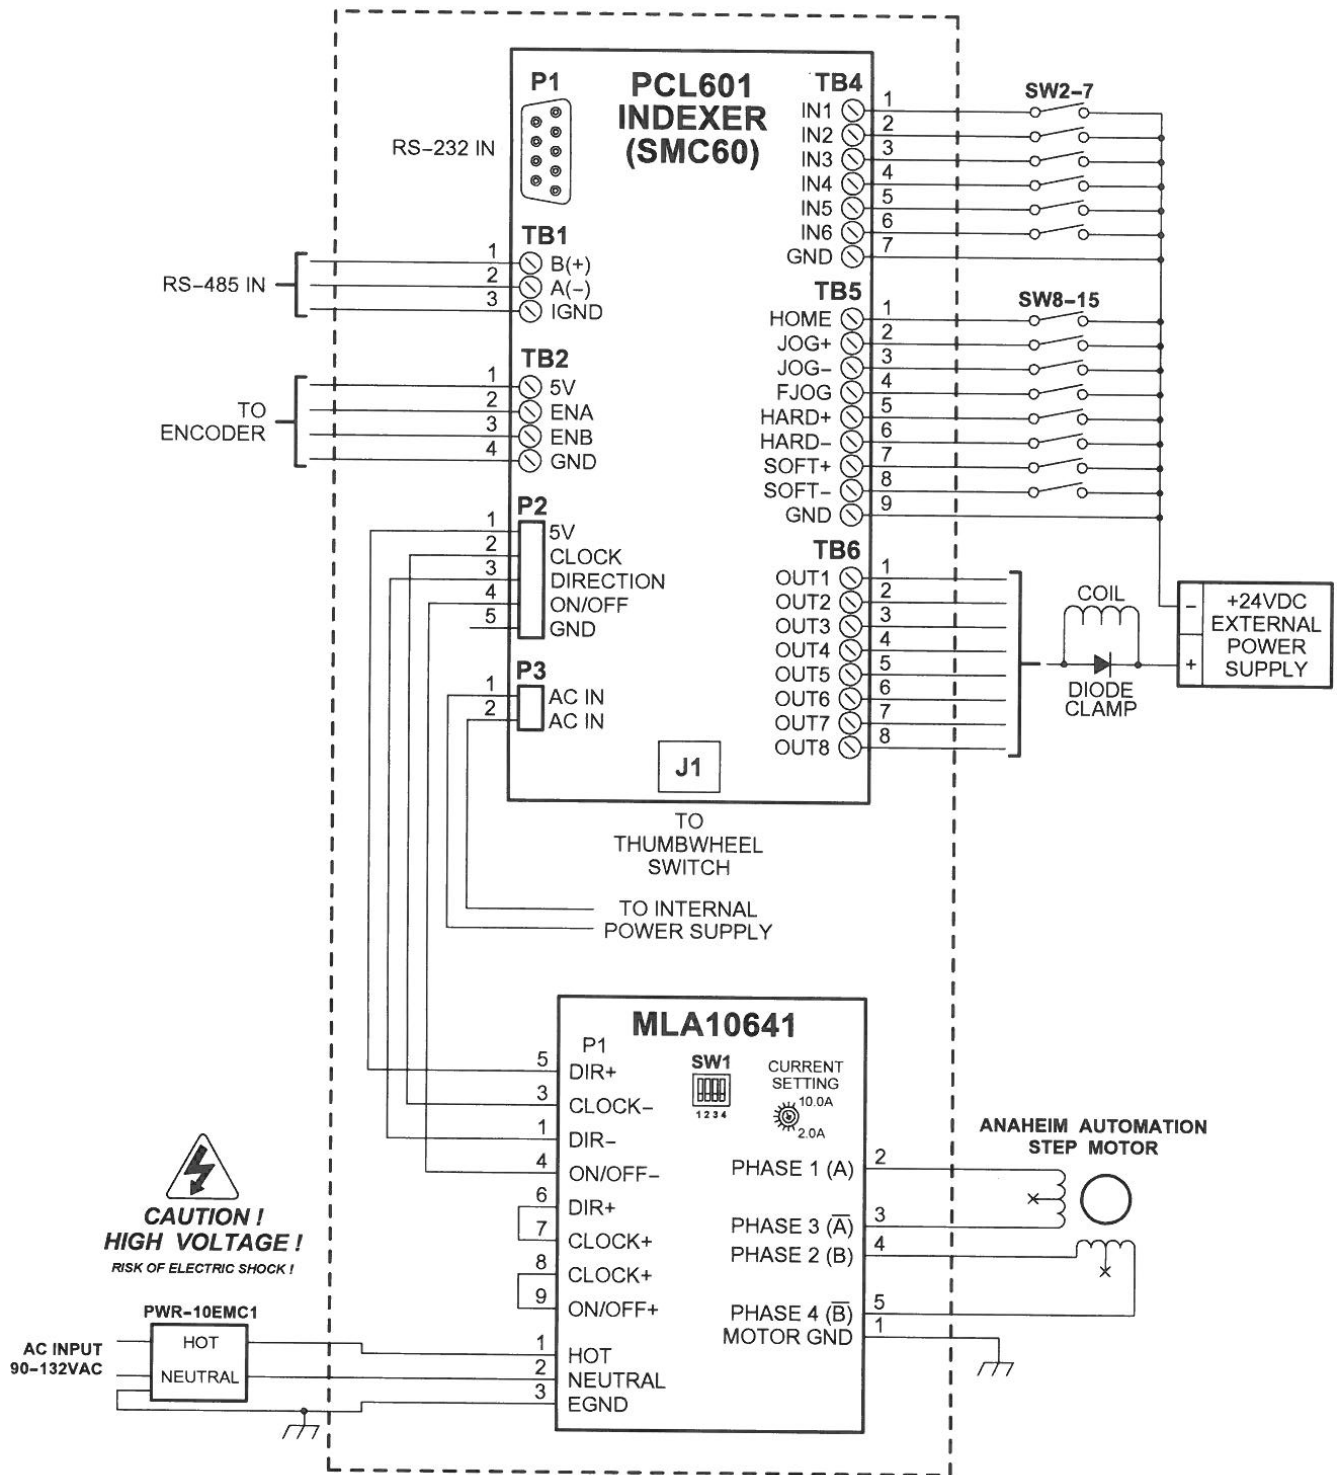 PCL601
INDEXER
(SMC60)
P1
RS-232 IN
TB1
RS-485 IN
1 B(+)
2 A(-)
3 IGND
TB2
TO
ENCODER
1 5V
2 ENA
3 ENB
4 GND
P2
1 5V
2 CLOCK
3 DIRECTION
4 ON/OFF
5 GND
P3
1 AC IN
2 AC IN
J1
TO
THUMBWHEEL
SWITCH
TO INTERNAL
POWER SUPPLY
TB4
SW2-7
IN1 1
IN2 2
IN3 3
IN4 4
IN5 5
IN6 6
GND 7
TB5
SW8-15
HOME 1
JOG+ 2
JOG- 3
FJOG 4
HARD+ 5
HARD- 6
SOFT+ 7
SOFT- 8
GND 9
TB6
OUT1 1
OUT2 2
OUT3 3
OUT4 4
OUT5 5
OUT6 6
OUT7 7
OUT8 8
COIL
DIODE
CLAMP
-
+
+24VDC
EXTERNAL
POWER
SUPPLY
MLA10641
P1
5 DIR+
3 CLOCK-
1 DIR-
4 ON/OFF-
6 DIR+
7 CLOCK+
8 CLOCK+
9 ON/OFF+
1 HOT
2 NEUTRAL
3 EGND
SW1
1 2 3 4
CURRENT
SETTING
10.0A
2.0A
PHASE 1 (A) 2
PHASE 3 (A̅) 3
PHASE 2 (B) 4
PHASE 4 (B̅) 5
MOTOR GND 1
ANAHEIM AUTOMATION
STEP MOTOR
CAUTION !
HIGH VOLTAGE !
RISK OF ELECTRIC SHOCK !
PWR-10EMC1
AC INPUT
90-132VAC
HOT
NEUTRAL